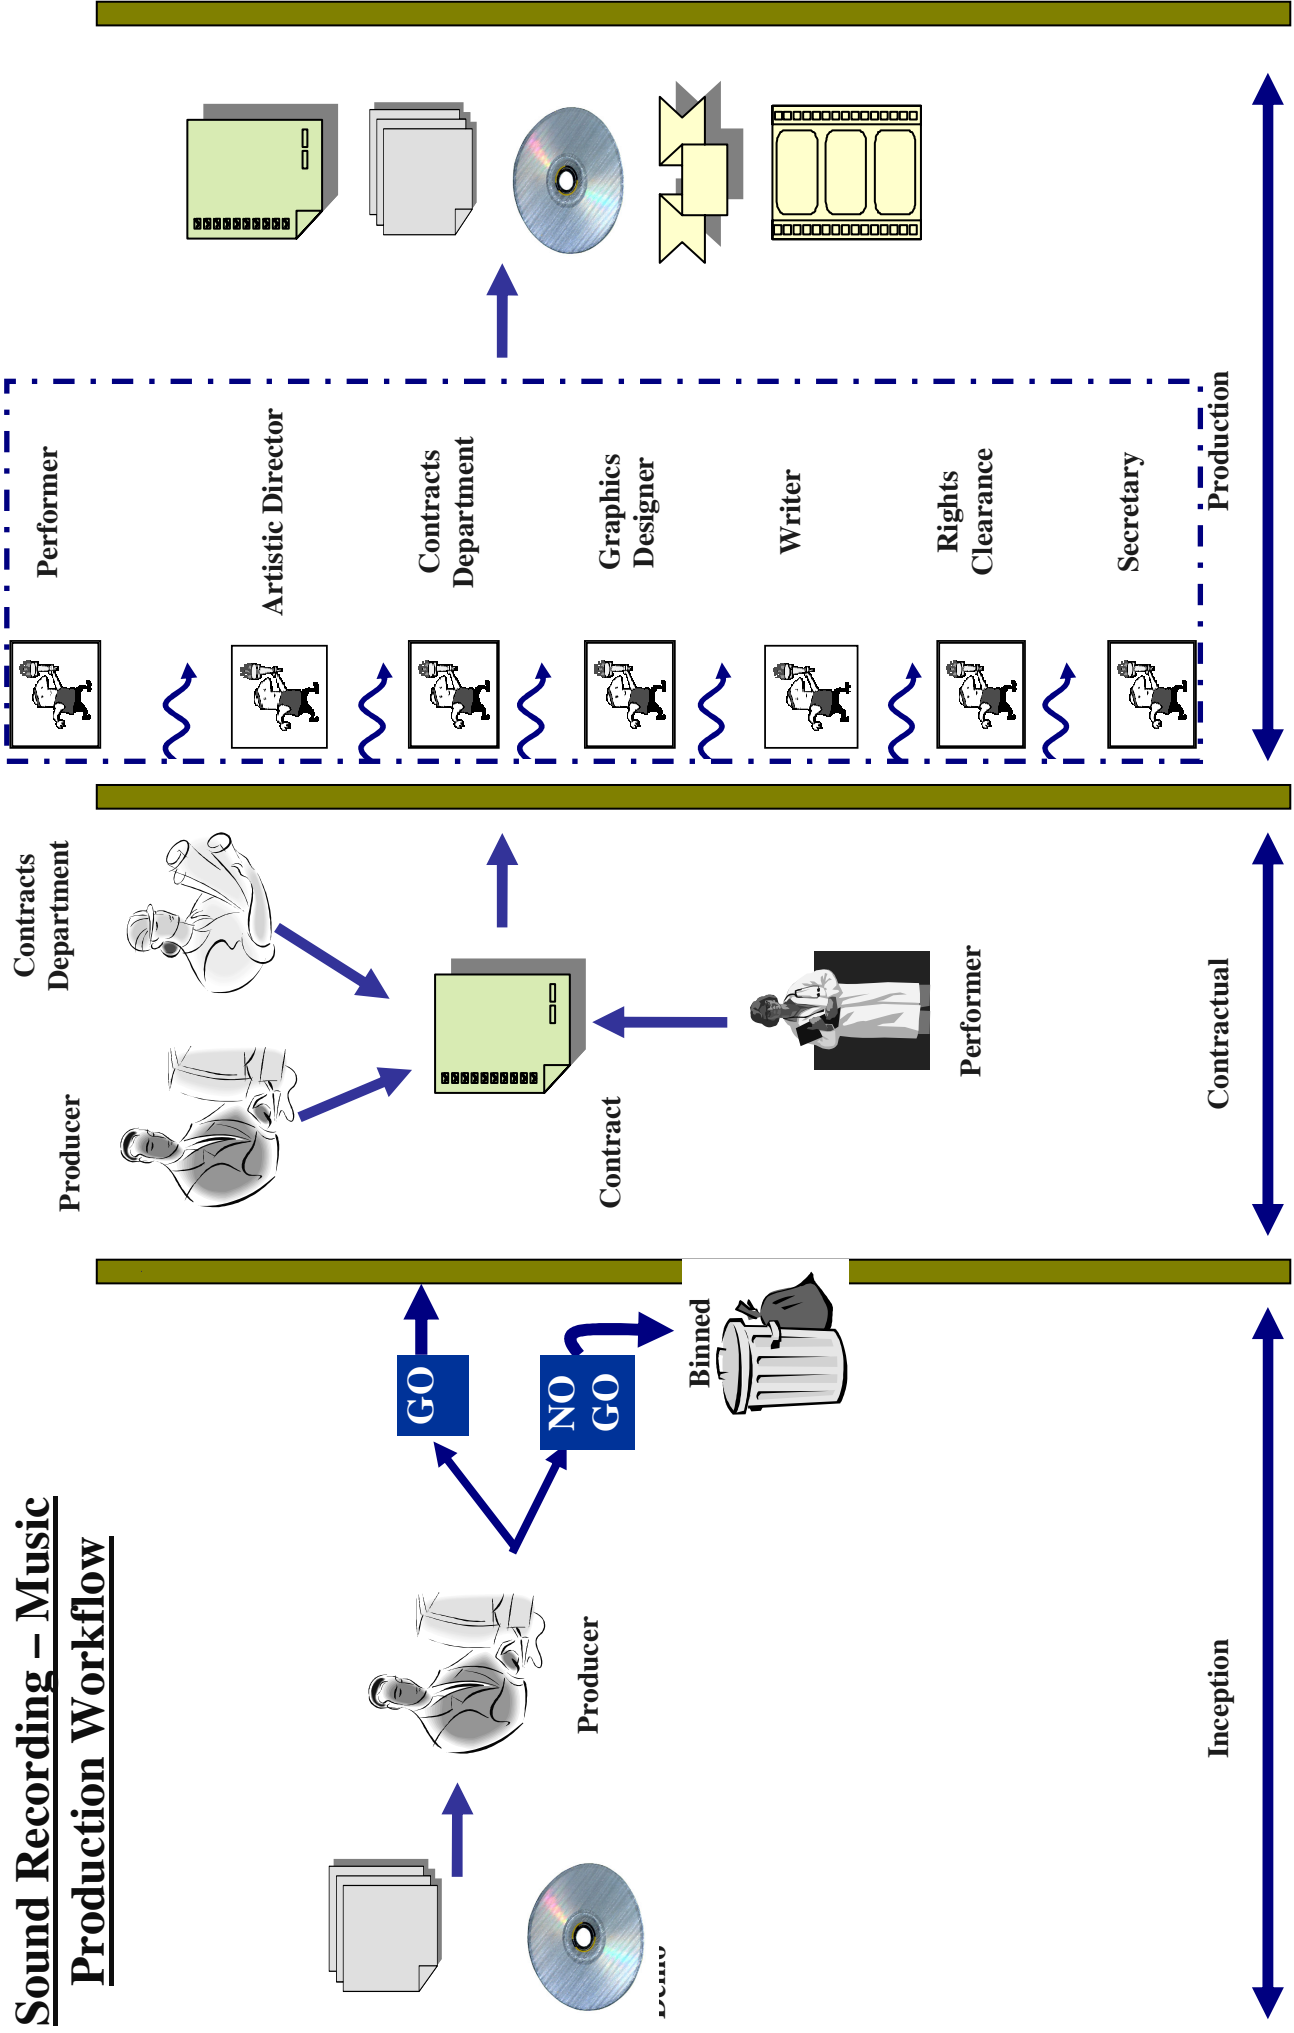 Sound Recording – Music
Production Workflow
Demo
Producer
GO
NO
GO
Binned
Inception
Producer
Contracts
Department
Contract
Performer
Contractual
Performer
Artistic Director
Contracts
Department
Graphics
Designer
Writer
Rights
Clearance
Secretary
Production